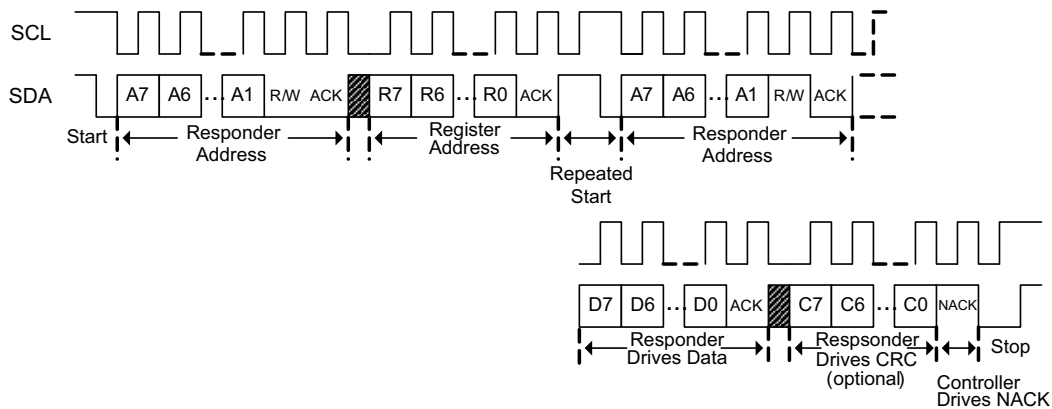 SCL
SDA
A7 A6 ... A1 R/W ACK R7 R6 ... R0 ACK A7 A6 ... A1 R/W ACK
Start
Responder
Address
Register
Address
Repeated
Start
Responder
Address
D7 D6 ... D0 ACK C7 C6 ... C0 NACK
Responder
Drives Data
Respsonder
Drives CRC
(optional)
Stop
Controller
Drives NACK